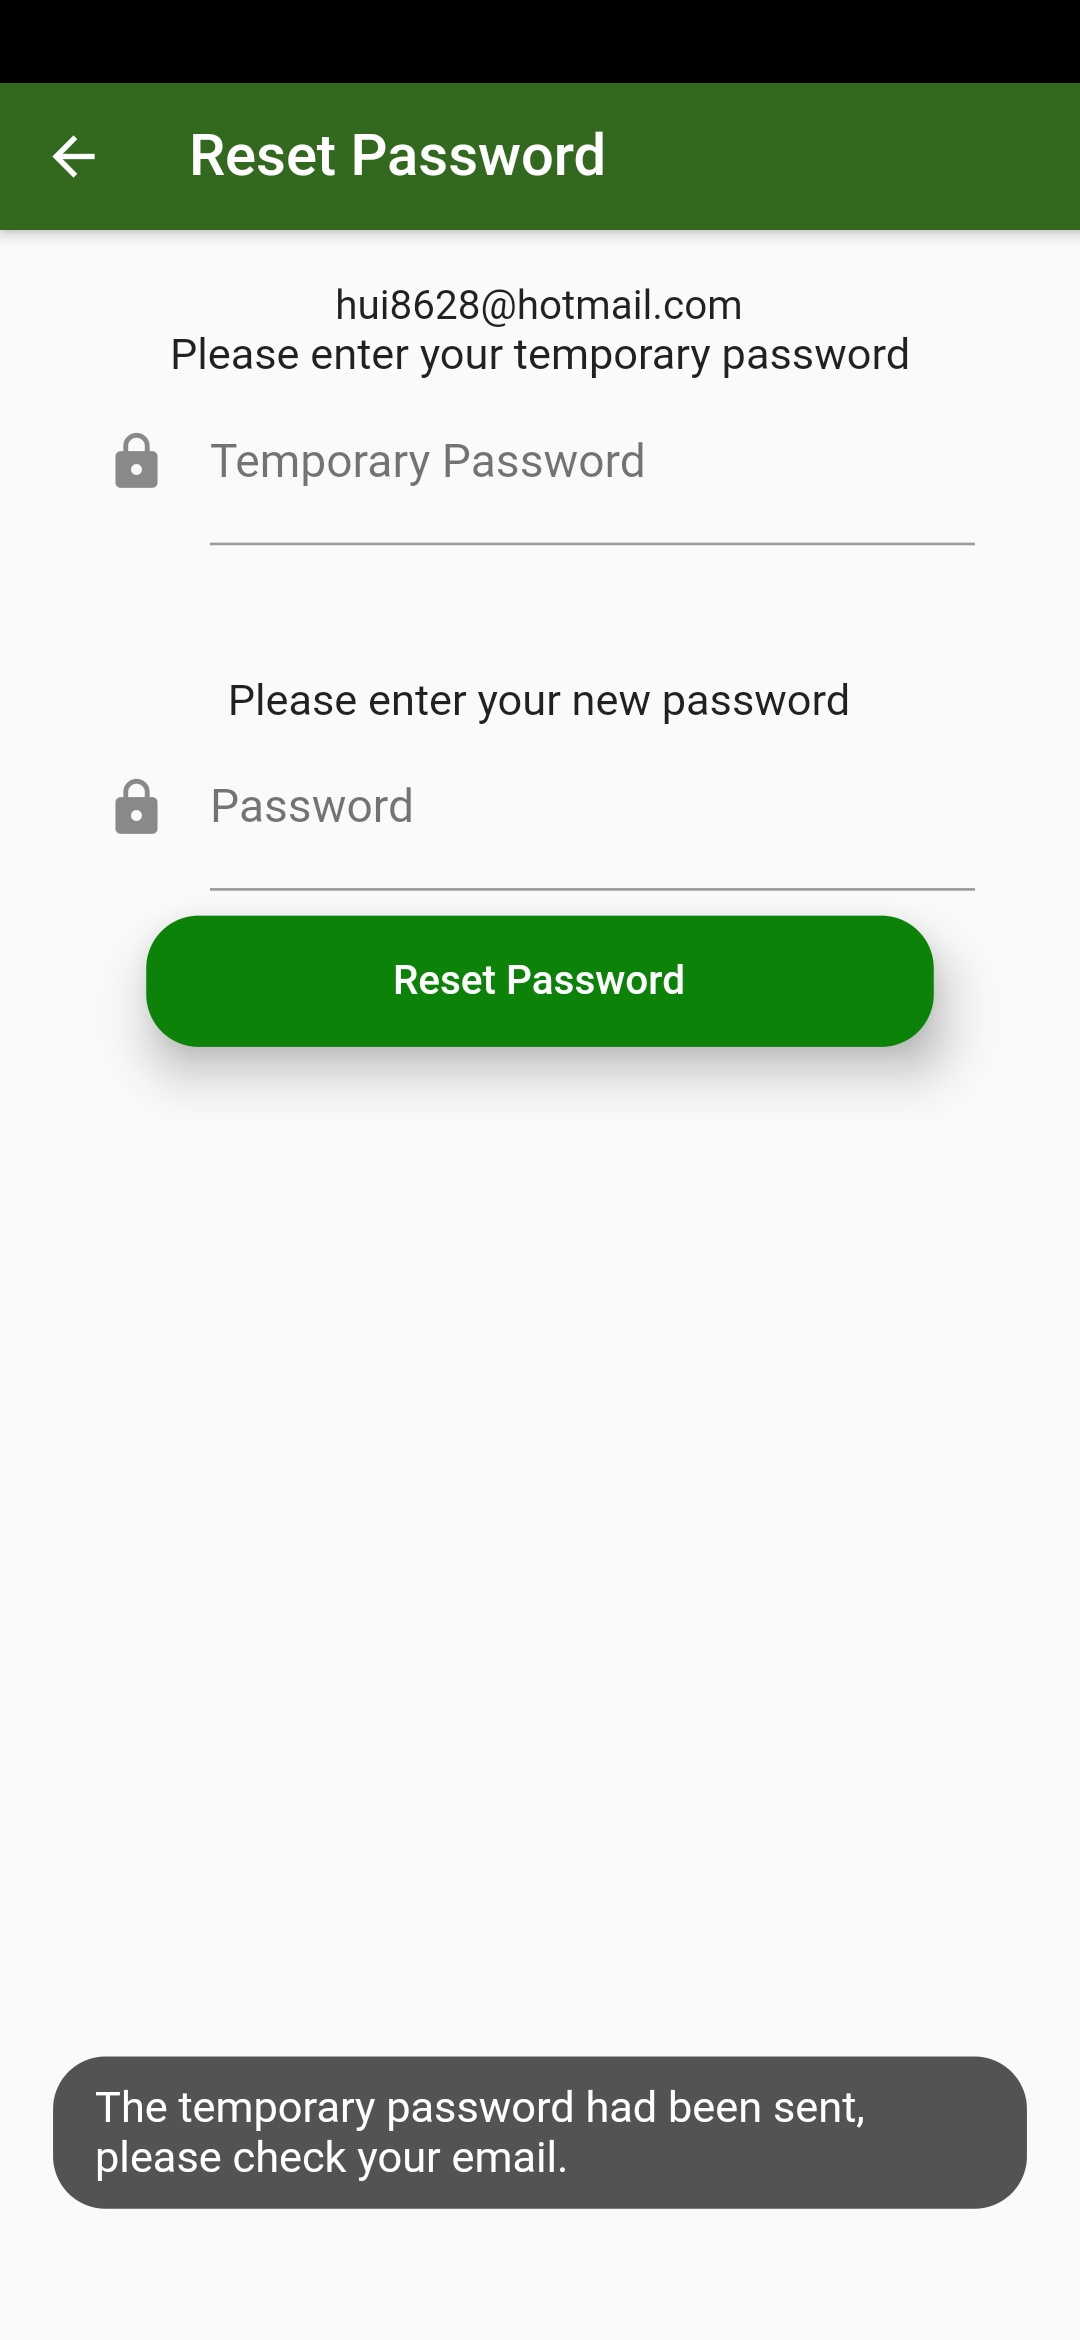 Reset Password
hui8628@hotmail.com
Please enter your temporary password
Temporary Password
Please enter your new password
Password
Reset Password
The temporary password had been sent,
please check your email.